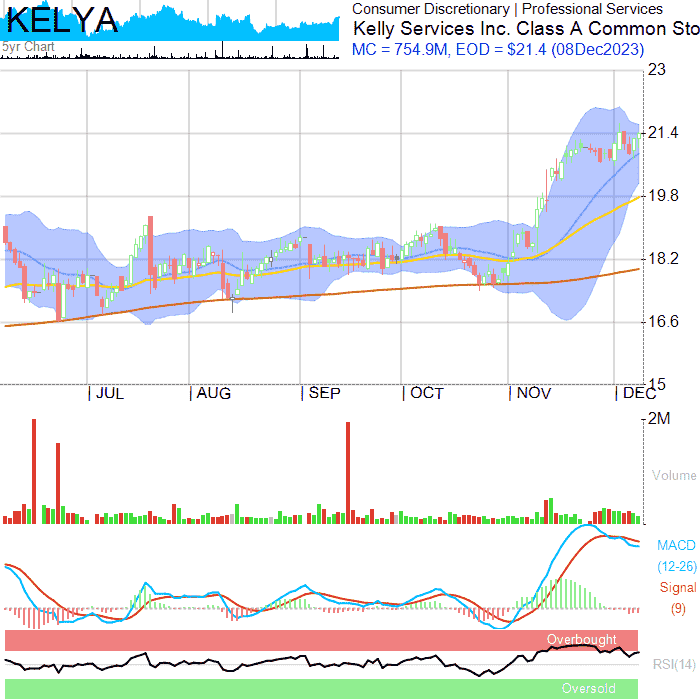 KELYA
5yr Chart
Consumer Discretionary | Professional Services
Kelly Services Inc. Class A Common Sto
MC = 754.9M, EOD = $21.4 (08Dec2023)
23
21.4
19.8
18.2
16.6
15
JUL AUG SEP OCT NOV DEC
2M
Volume
MACD
(12-26)
Signal
(9)
Overbought
RSI(14)
Oversold